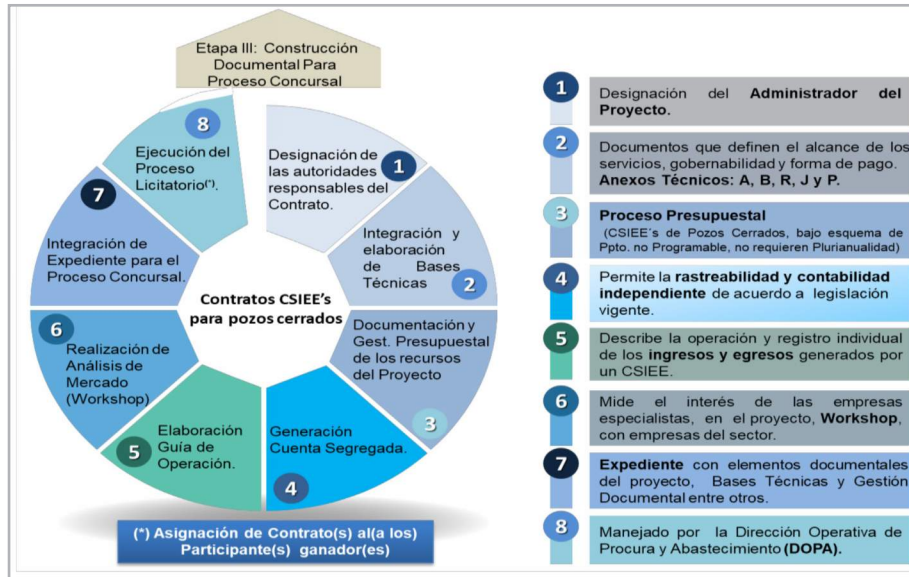 Etapa III: Construcción
Documental Para
Proceso Concursal
8
Ejecución del
Proceso
Licitatorio(*).
Designación de
las autoridades
responsables del
Contrato.
1
7
Integración de
Expediente para el
Proceso Concursal.
Integración y
elaboración
de Bases
Técnicas
2
Contratos CSIEE's
para pozos cerrados
6
Realización de
Análisis de
Mercado
(Workshop)
Documentación y
Gest. Presupuestal
de los recursos
del Proyecto
3
5
Elaboración
Guía de
Operación.
Generación
Cuenta Segregada.
4
(*) Asignación de Contrato(s) al(a los)
Participante(s) ganador(es)
1
Designación del Administrador del
Proyecto.
2
Documentos que definen el alcance de los
servicios, gobernabilidad y forma de pago.
Anexos Técnicos: A, B, R, J y P.
3
Proceso Presupuestal
(CSIEE´s de Pozos Cerrados, bajo esquema de
Ppto. no Programable, no requieren Plurianualidad)
4
Permite la rastreabilidad y contabilidad
independiente de acuerdo a legislación
vigente.
5
Describe la operación y registro individual
de los ingresos y egresos generados por
un CSIEE.
6
Mide el interés de las empresas
especialistas, en el proyecto, Workshop,
con empresas del sector.
7
Expediente con elementos documentales
del proyecto, Bases Técnicas y Gestión
Documental entre otros.
8
Manejado por la Dirección Operativa de
Procura y Abastecimiento (DOPA).